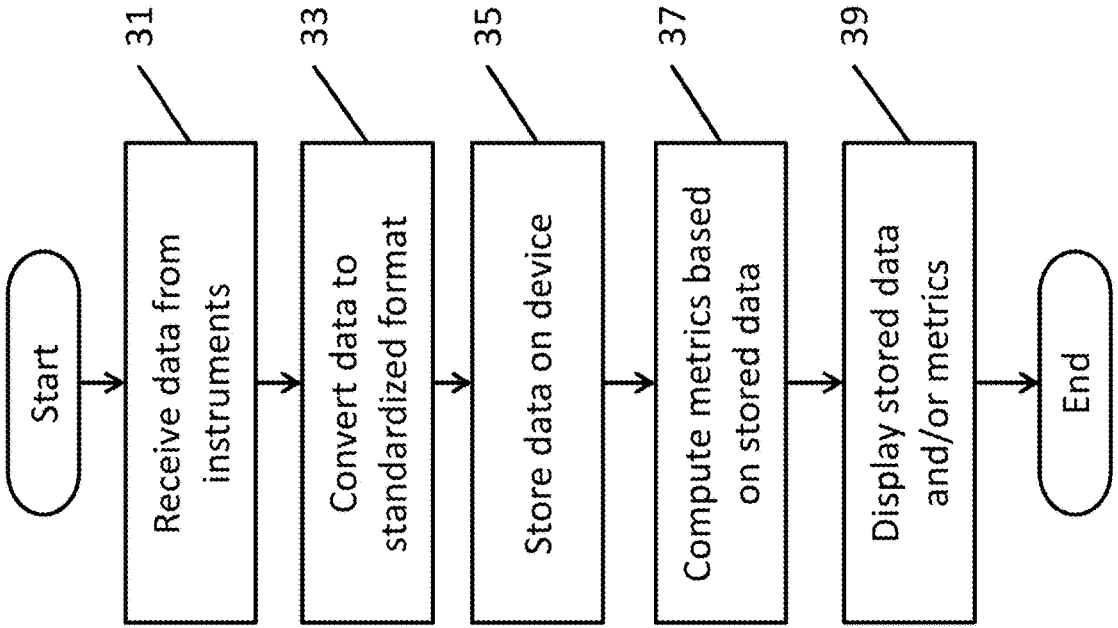 Start
Receive data from
instruments
31
Convert data to
standardized format
33
Store data on device
35
Compute metrics based
on stored data
37
Display stored data
and/or metrics
39
End